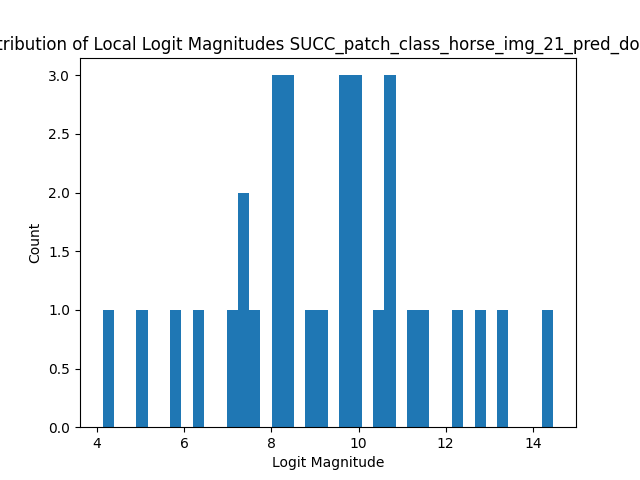 tribution of Local Logit Magnitudes SUCC_patch_class_horse_img_21_pred_do
3.0
2.5
2.0
1.5
1.0
0.5
0.0
Count
4 6 8 10 12 14
Logit Magnitude